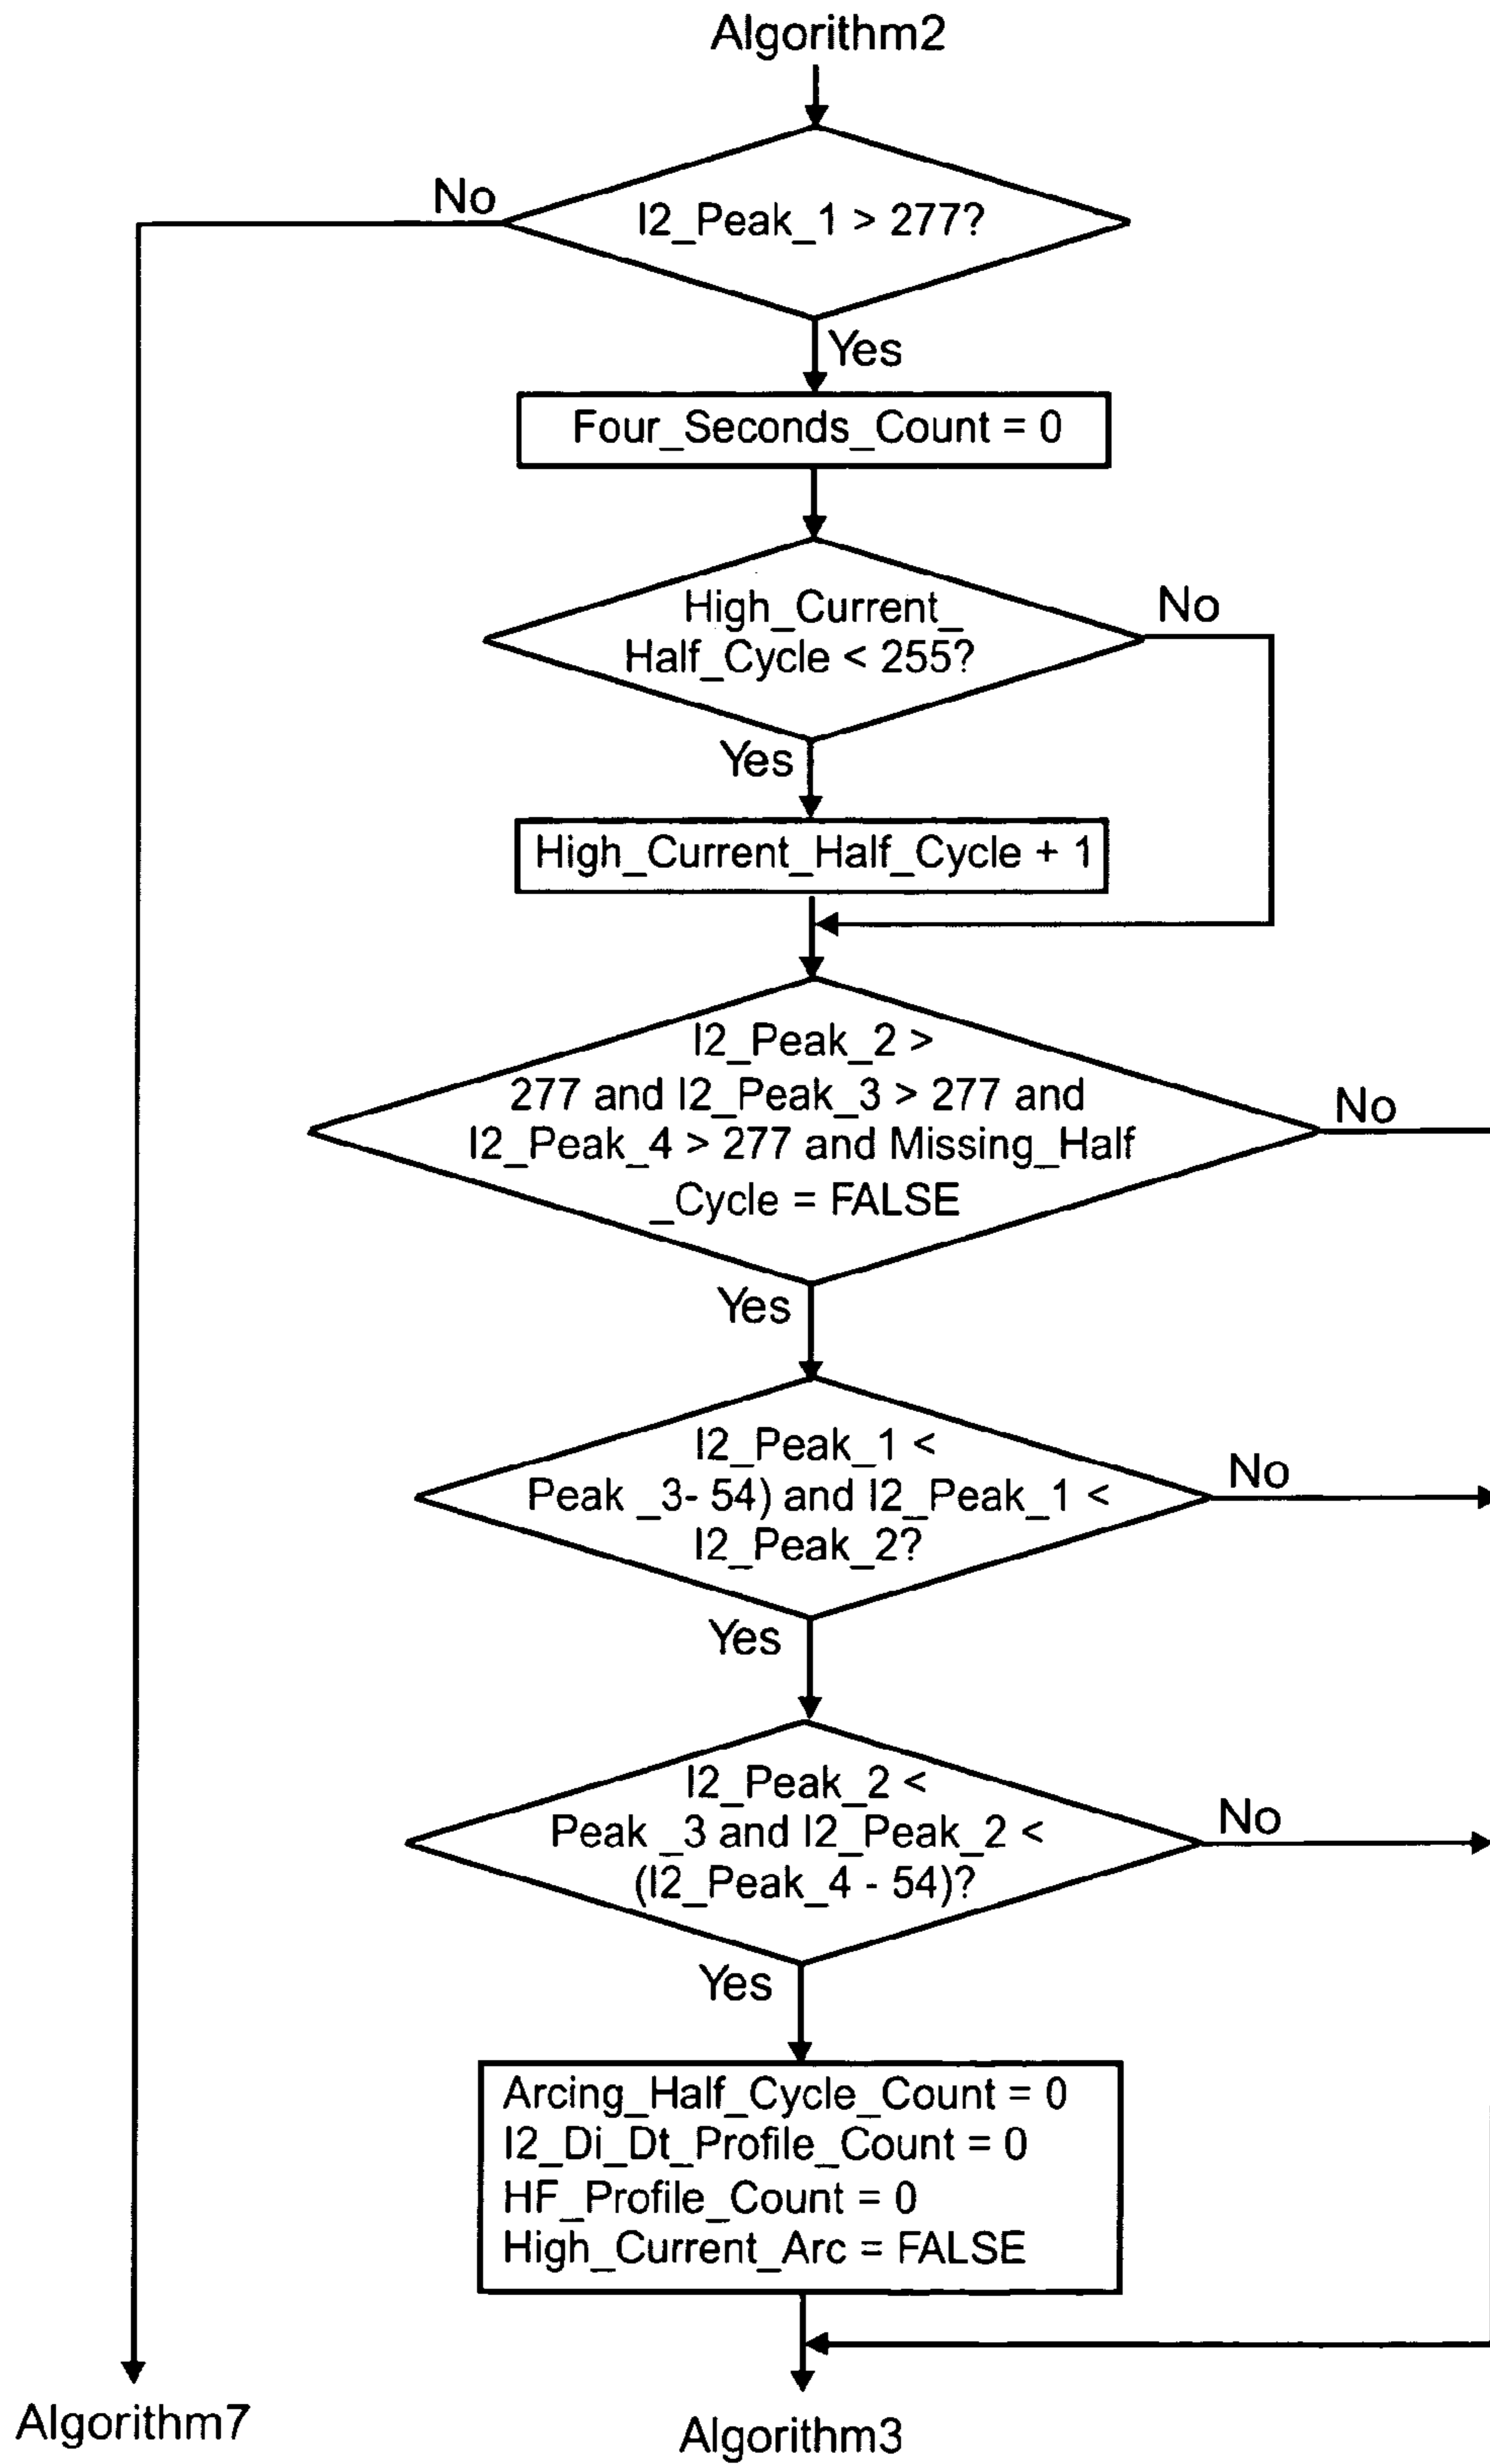 Algorithm2
No
I2_Peak_1 > 277?
Yes
Four_Seconds_Count = 0
High_Current_
Half_Cycle < 255?
No
Yes
High_Current_Half_Cycle + 1
I2_Peak_2 >
277 and I2_Peak_3 > 277 and
I2_Peak_4 > 277 and Missing_Half
_Cycle = FALSE
No
Yes
I2_Peak_1 <
Peak _3- 54) and I2_Peak_1 <
I2_Peak_2?
No
Yes
I2_Peak_2 <
Peak _3 and I2_Peak_2 <
(I2_Peak_4 - 54)?
No
Yes
Arcing_Half_Cycle_Count = 0
I2_Di_Dt_Profile_Count = 0
HF_Profile_Count = 0
High_Current_Arc = FALSE
Algorithm7
Algorithm3